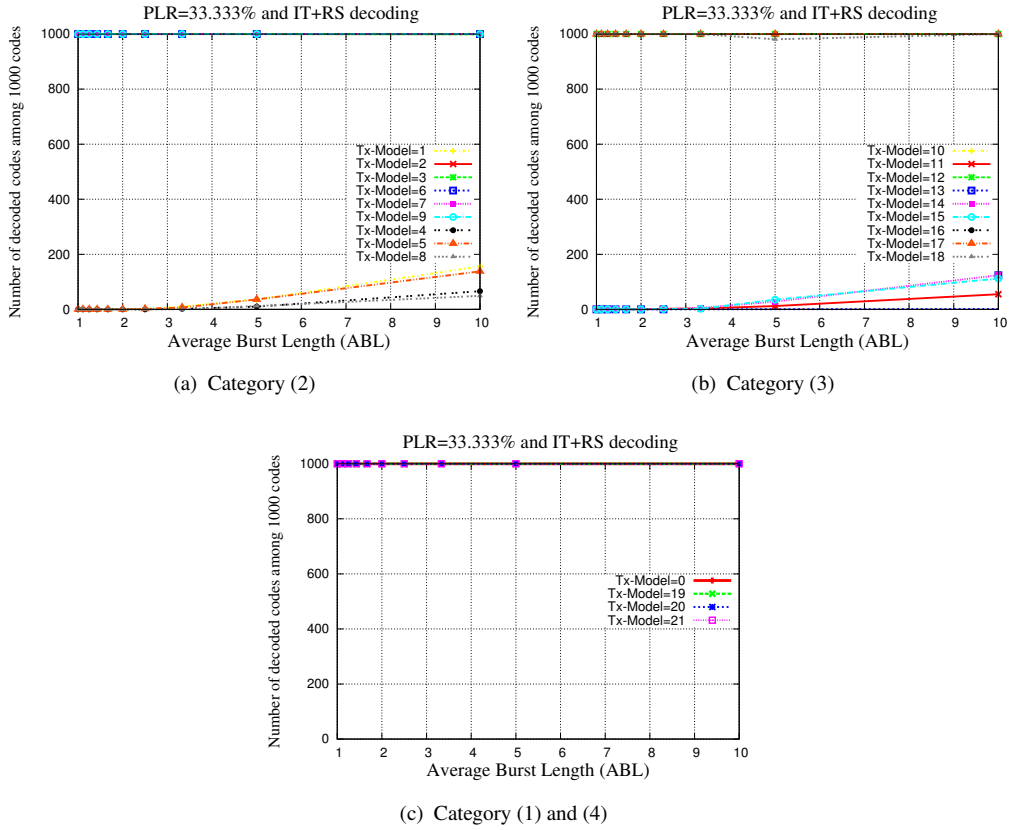 PLR=33.333% and IT+RS decoding
Number of decoded codes among 1000 codes
1000
800
600
400
200
0
Tx-Model=1
Tx-Model=2
Tx-Model=3
Tx-Model=6
Tx-Model=7
Tx-Model=9
Tx-Model=4
Tx-Model=5
Tx-Model=8
1 2 3 4 5 6 7 8 9 10
Average Burst Length (ABL)
(a) Category (2)
PLR=33.333% and IT+RS decoding
Number of decoded codes among 1000 codes
1000
800
600
400
200
0
Tx-Model=10
Tx-Model=11
Tx-Model=12
Tx-Model=13
Tx-Model=14
Tx-Model=15
Tx-Model=16
Tx-Model=17
Tx-Model=18
1 2 3 4 5 6 7 8 9 10
Average Burst Length (ABL)
(b) Category (3)
PLR=33.333% and IT+RS decoding
Number of decoded codes among 1000 codes
1000
800
600
400
200
0
Tx-Model=0
Tx-Model=19
Tx-Model=20
Tx-Model=21
1 2 3 4 5 6 7 8 9 10
Average Burst Length (ABL)
(c) Category (1) and (4)